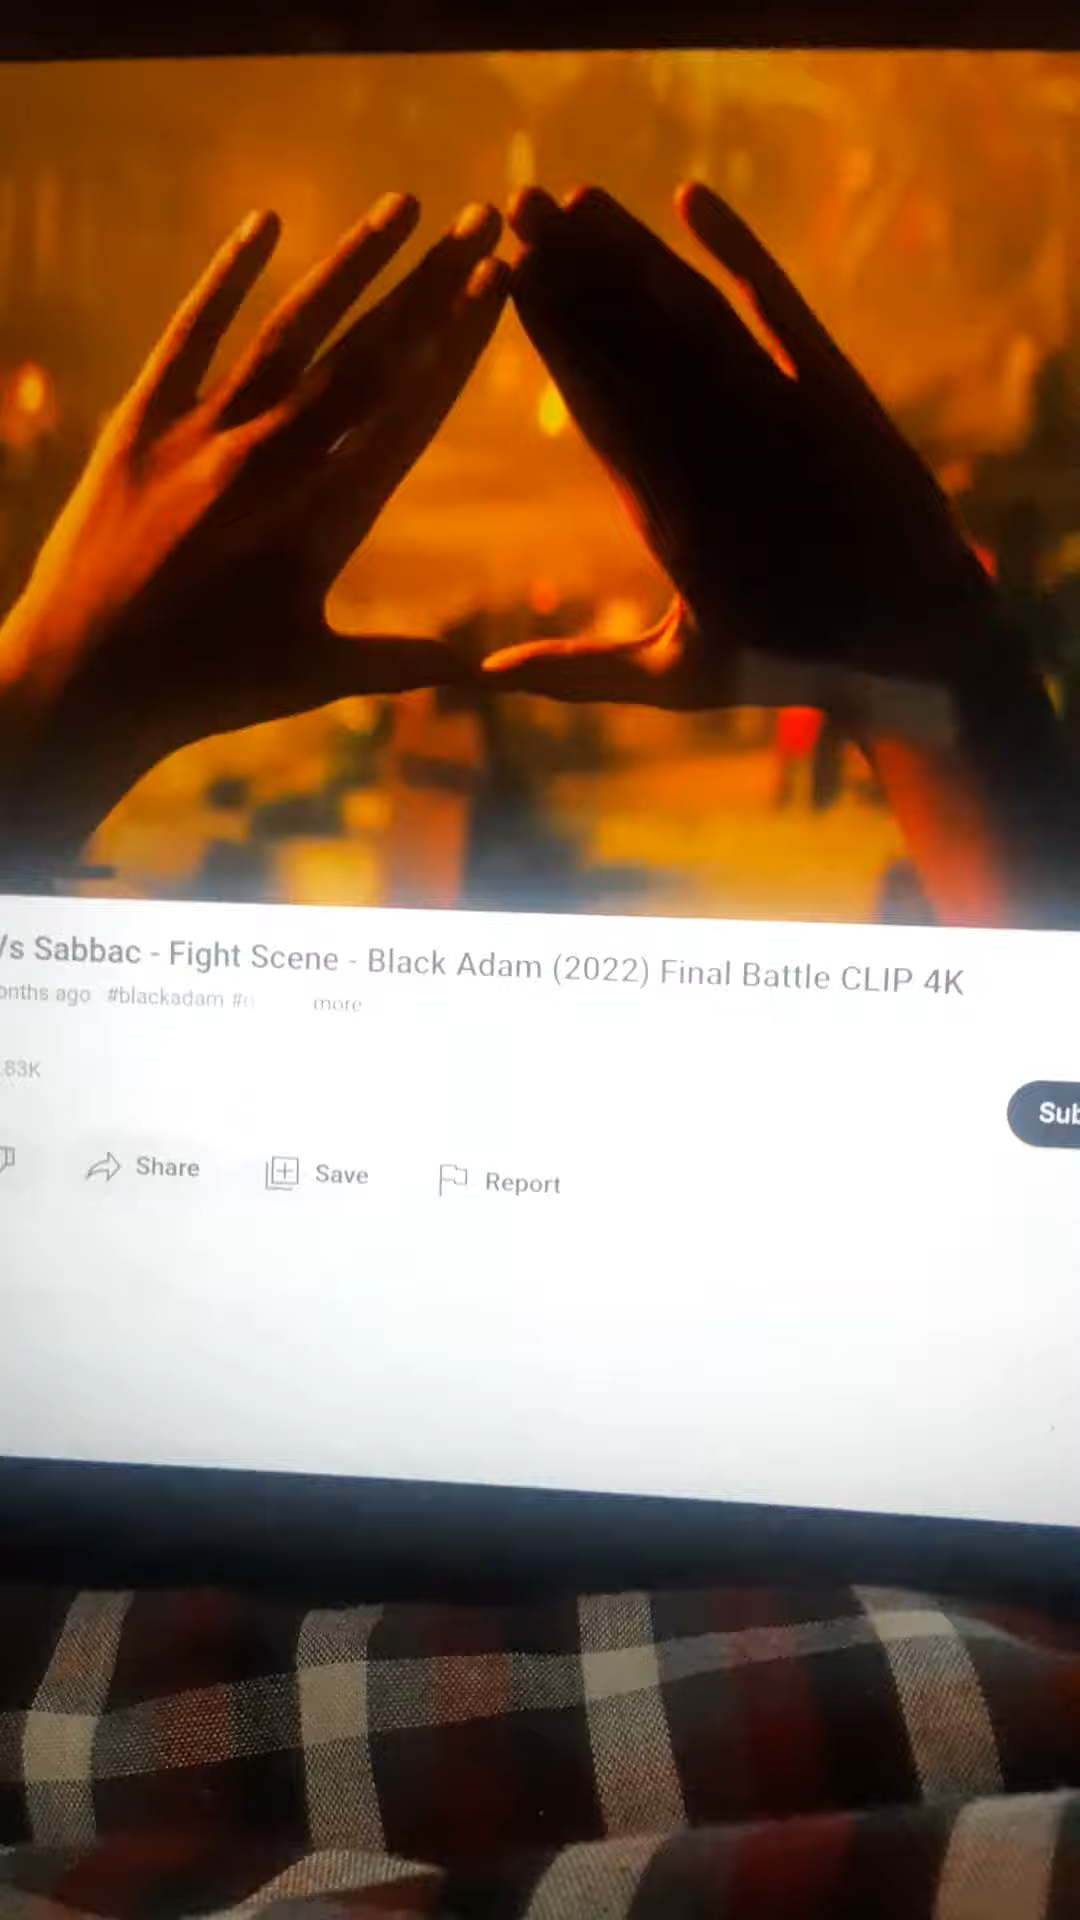 Vs Sabbac - Fight Scene - Black Adam (2022) Final Battle CLIP 4K
onths ago #blackadam more
.83K
Sub
Share
Save
Report